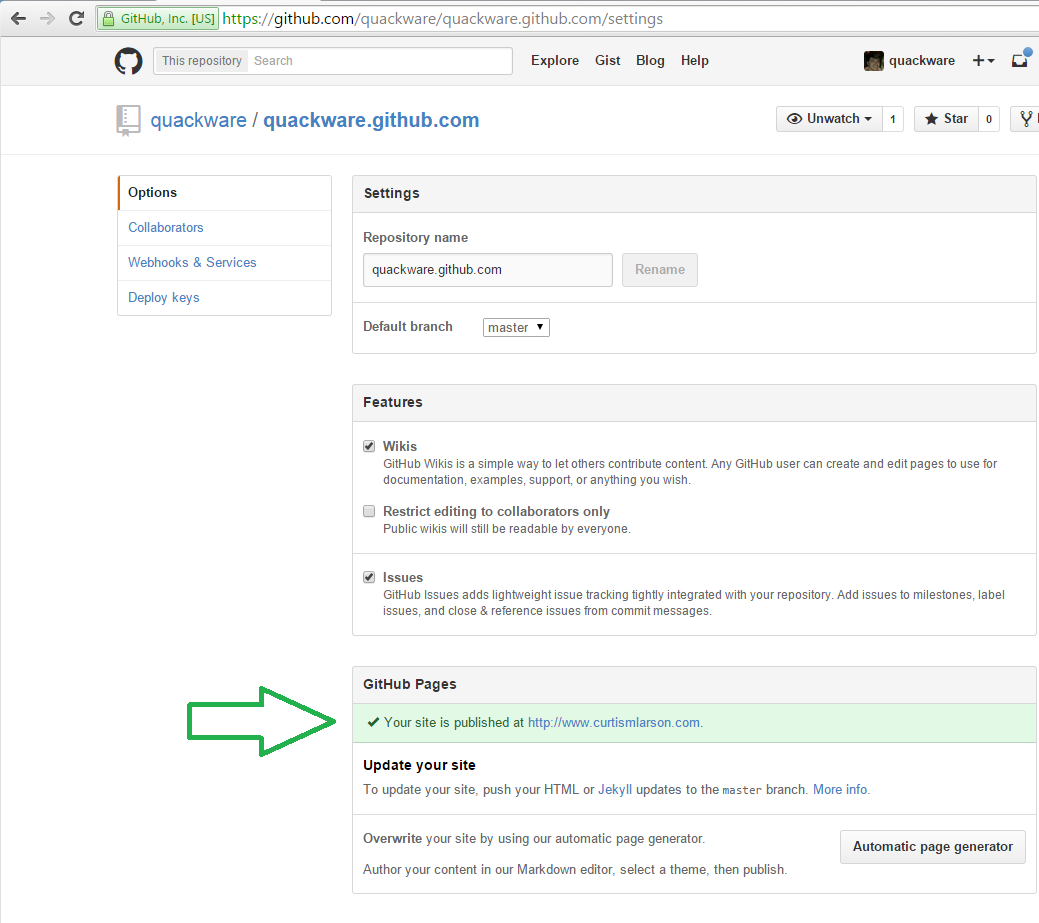 GitHub, Inc. [US] https://github.com/quackware/quackware.github.com/settings
This repository Search Explore Gist Blog Help quackware
quackware / quackware.github.com Unwatch 1 Star 0
Options
Collaborators
Webhooks & Services
Deploy keys
Settings
Repository name
quackware.github.com Rename
Default branch master
Features
Wikis
GitHub Wikis is a simple way to let others contribute content. Any GitHub user can create and edit pages to use for
documentation, examples, support, or anything you wish.
Restrict editing to collaborators only
Public wikis will still be readable by everyone.
Issues
GitHub Issues adds lightweight issue tracking tightly integrated with your repository. Add issues to milestones, label
issues, and close & reference issues from commit messages.
GitHub Pages
Your site is published at http://www.curtismlarson.com.
Update your site
To update your site, push your HTML or Jekyll updates to the master branch. More info.
Overwrite your site by using our automatic page generator.
Automatic page generator
Author your content in our Markdown editor, select a theme, then publish.